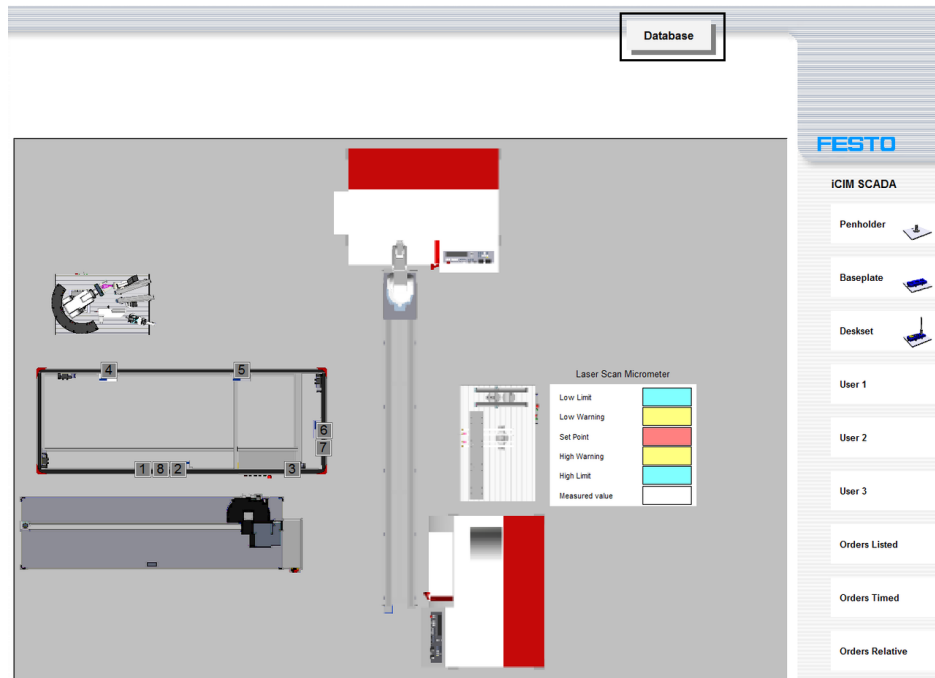 Database
FESTO
iCIM SCADA
Penholder
Baseplate
Deskset
User 1
User 2
User 3
Orders Listed
Orders Timed
Orders Relative
4
5
6
7
1
8
2
3
Laser Scan Micrometer
Low Limit
Low Warning
Set Point
High Warning
High Limit
Measured value